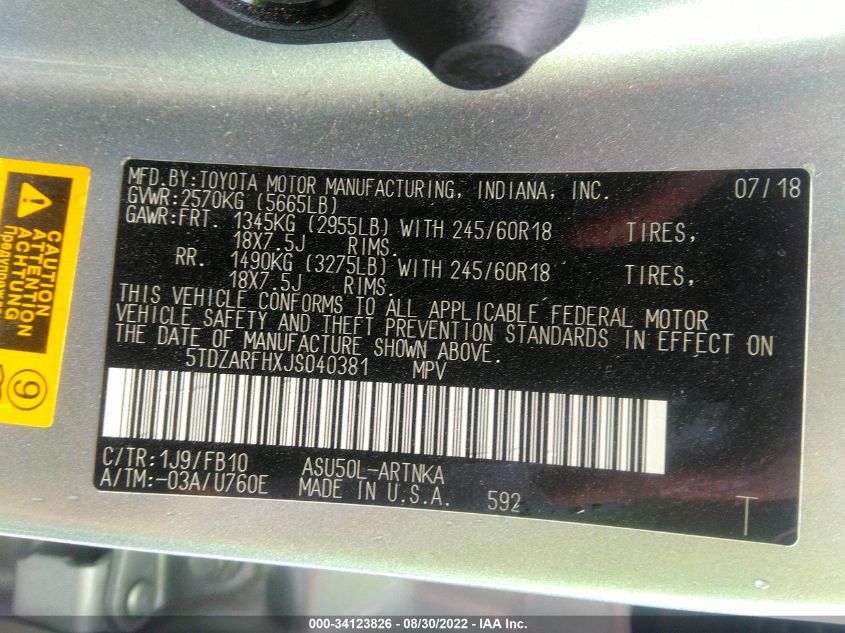 MFD.BY:TOYOTA MOTOR MANUFACTURING, INDIANA, INC. 07/18
GVWR:2570KG (5665LB)
GAWR:FRT. 1345KG (2955LB) WITH 245/60R18 TIRES,
18X7.5J RIMS.
RR. 1490KG (3275LB) WITH 245/60R18 TIRES,
18X7.5J RIMS.
THIS VEHICLE CONFORMS TO ALL APPLICABLE FEDERAL MOTOR
VEHICLE SAFETY AND THEFT PREVENTION STANDARDS IN EFFECT ON
THE DATE OF MANUFACTURE SHOWN ABOVE.
5TDZARFHXJS040381 MPV
C/TR:1J9/FB10 ASU50L-ARTNKA
A/TM:-03A/U760E MADE IN U.S.A. 592
T
CAUTION
ATTENTION
ACHTUNG
9
000-34123826 - 08/30/2022 - IAA Inc.